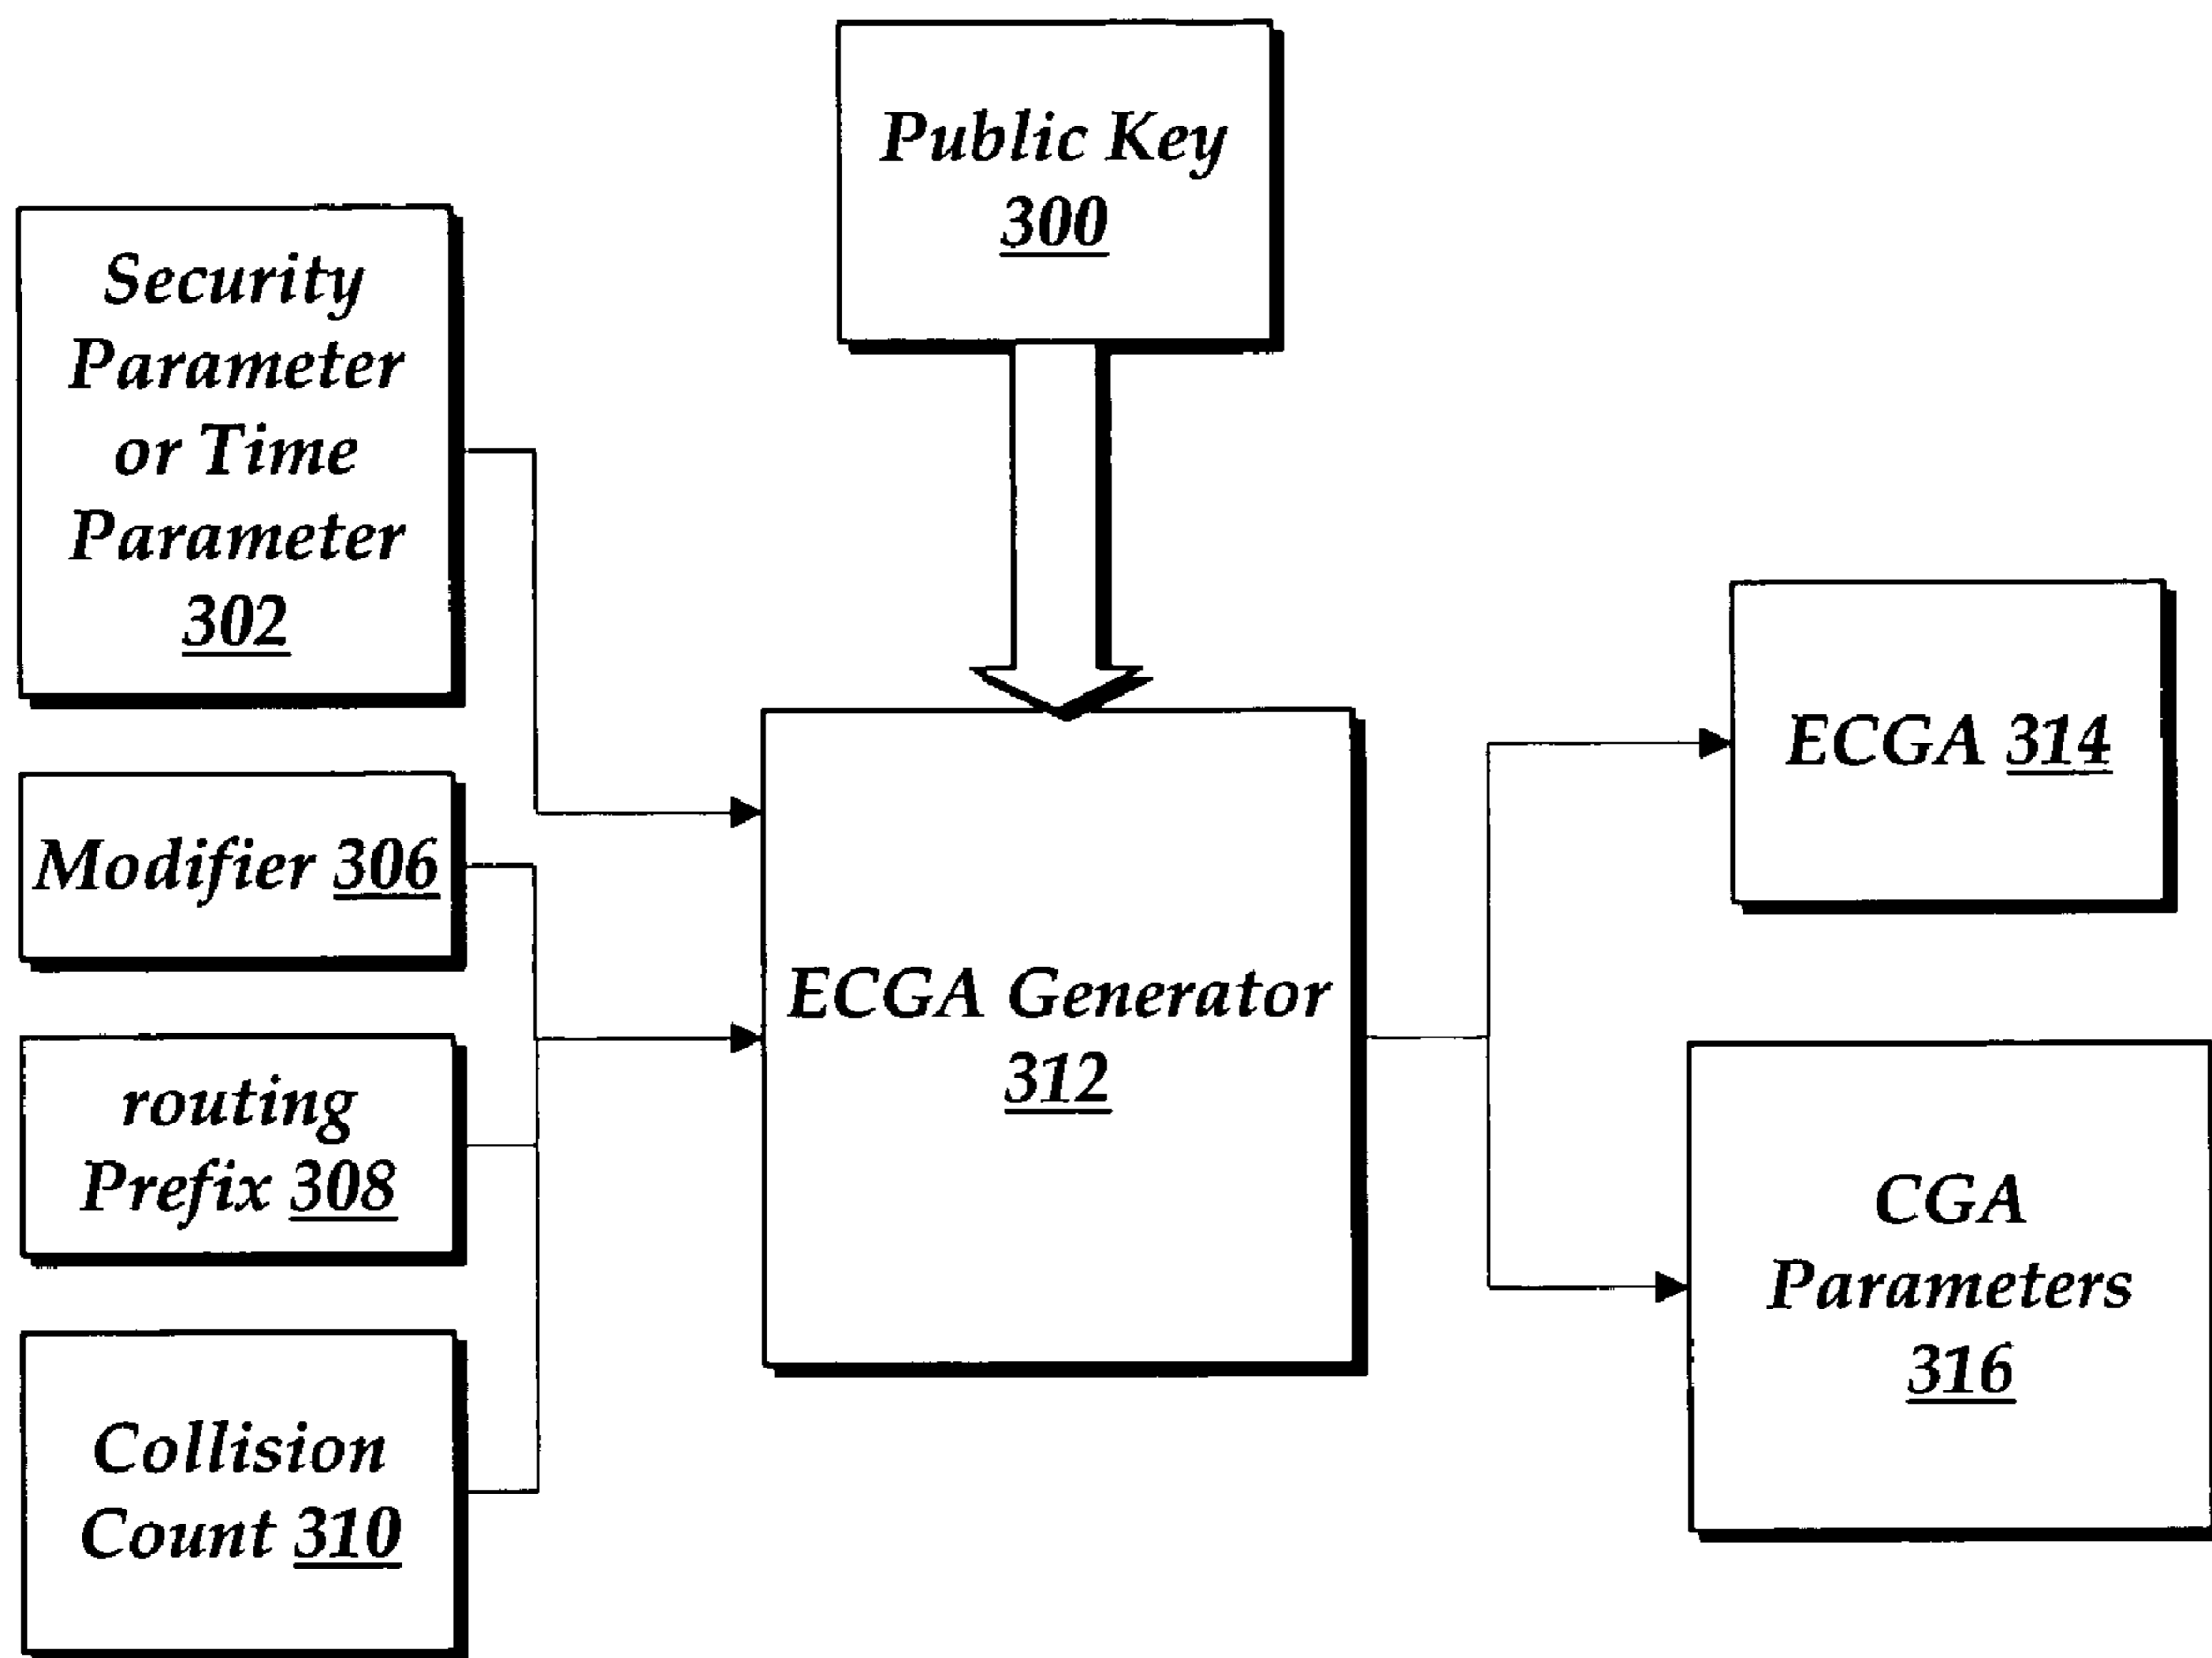 Public Key
300
Security
Parameter
or Time
Parameter
302
Modifier 306
routing
Prefix 308
Collision
Count 310
ECGA Generator
312
ECGA 314
CGA
Parameters
316